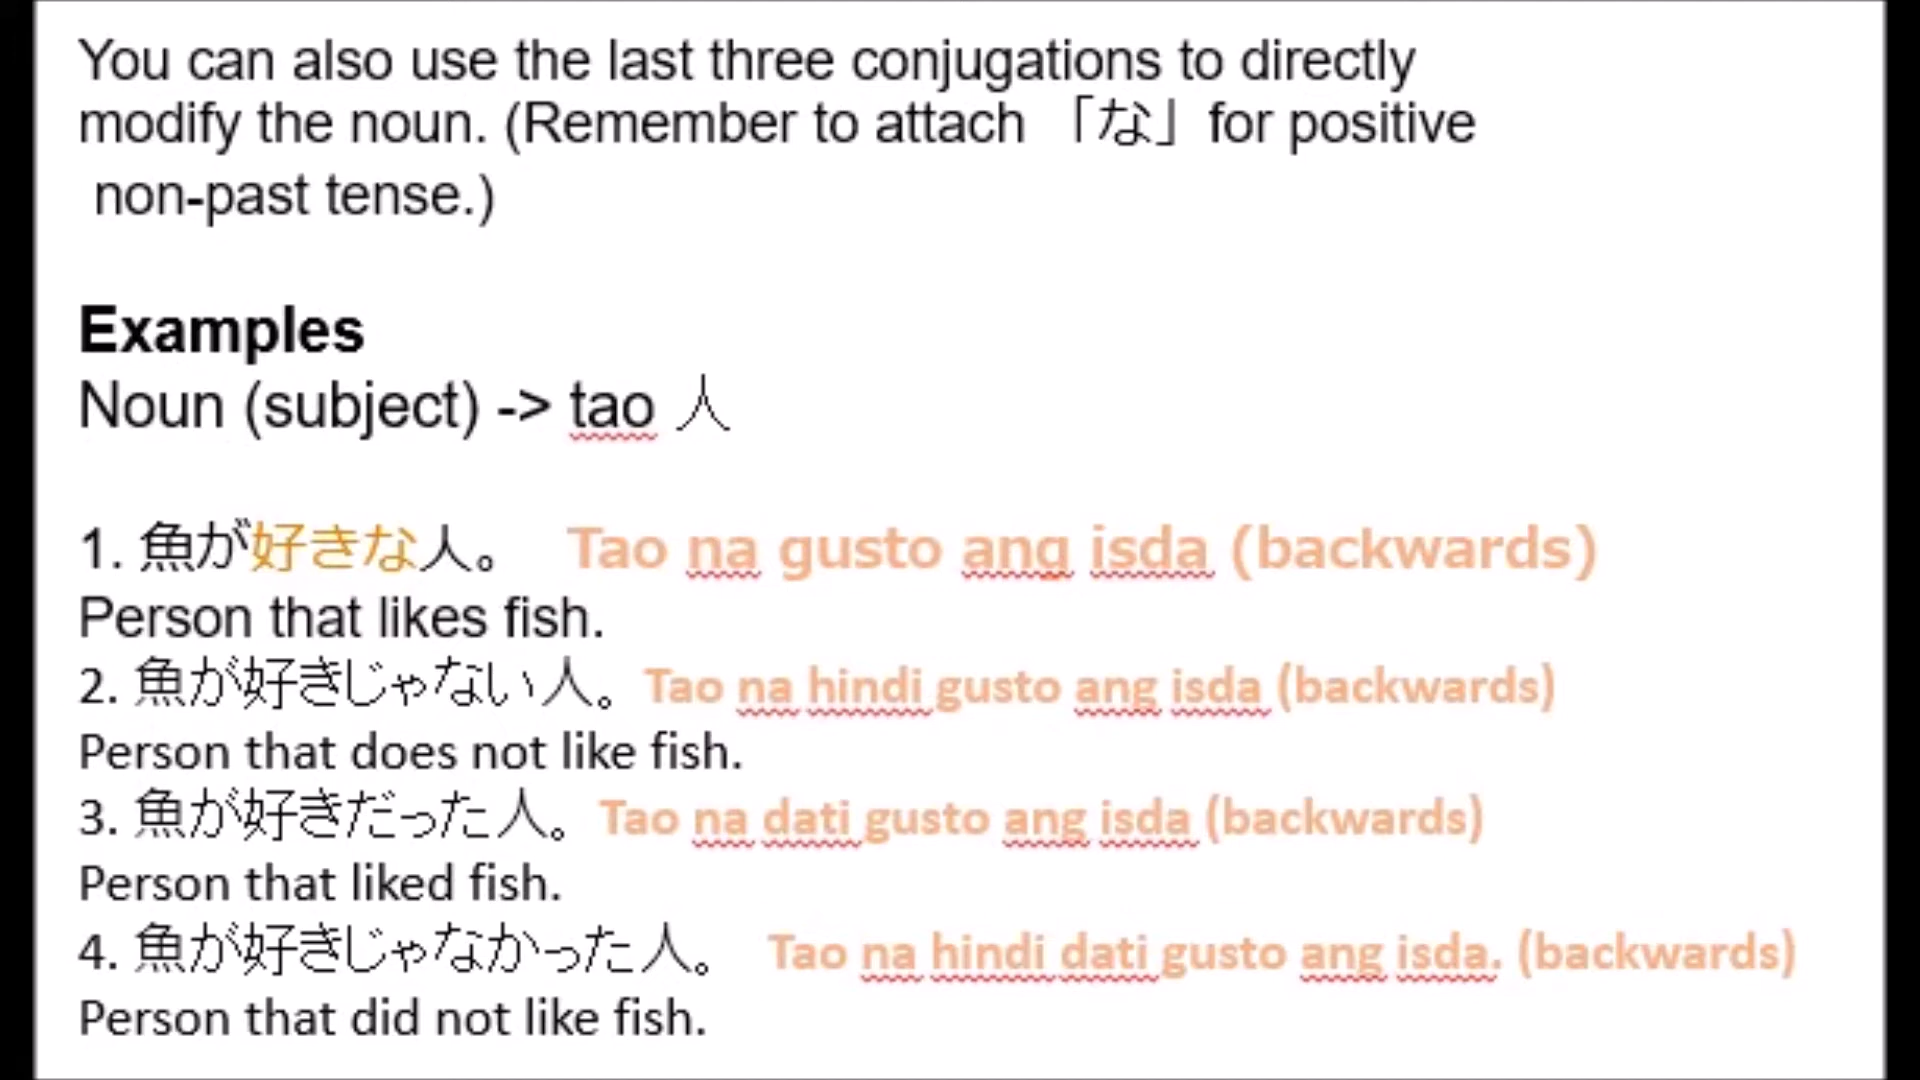 You can also use the last three conjugations to directly
modify the noun. (Remember to attach 「な」 for positive
non-past tense.)
Examples
Noun (subject) -> tao 人
1. 魚が好きな人。 Tao na gusto ang isda (backwards)
Person that likes fish.
2. 魚が好きじゃない人。 Tao na hindi gusto ang isda (backwards)
Person that does not like fish.
3. 魚が好きだった人。 Tao na dati gusto ang isda (backwards)
Person that liked fish.
4. 魚が好きじゃなかった人。 Tao na hindi dati gusto ang isda. (backwards)
Person that did not like fish.